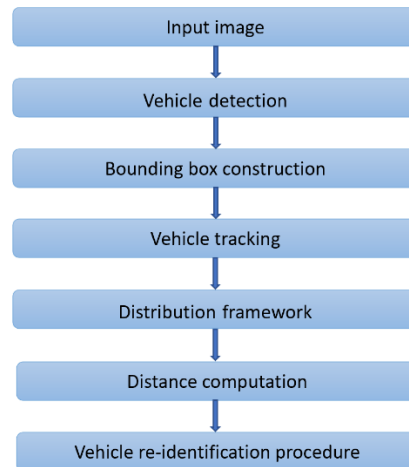 Input image
Vehicle detection
Bounding box construction
Vehicle tracking
Distribution framework
Distance computation
Vehicle re-identification procedure